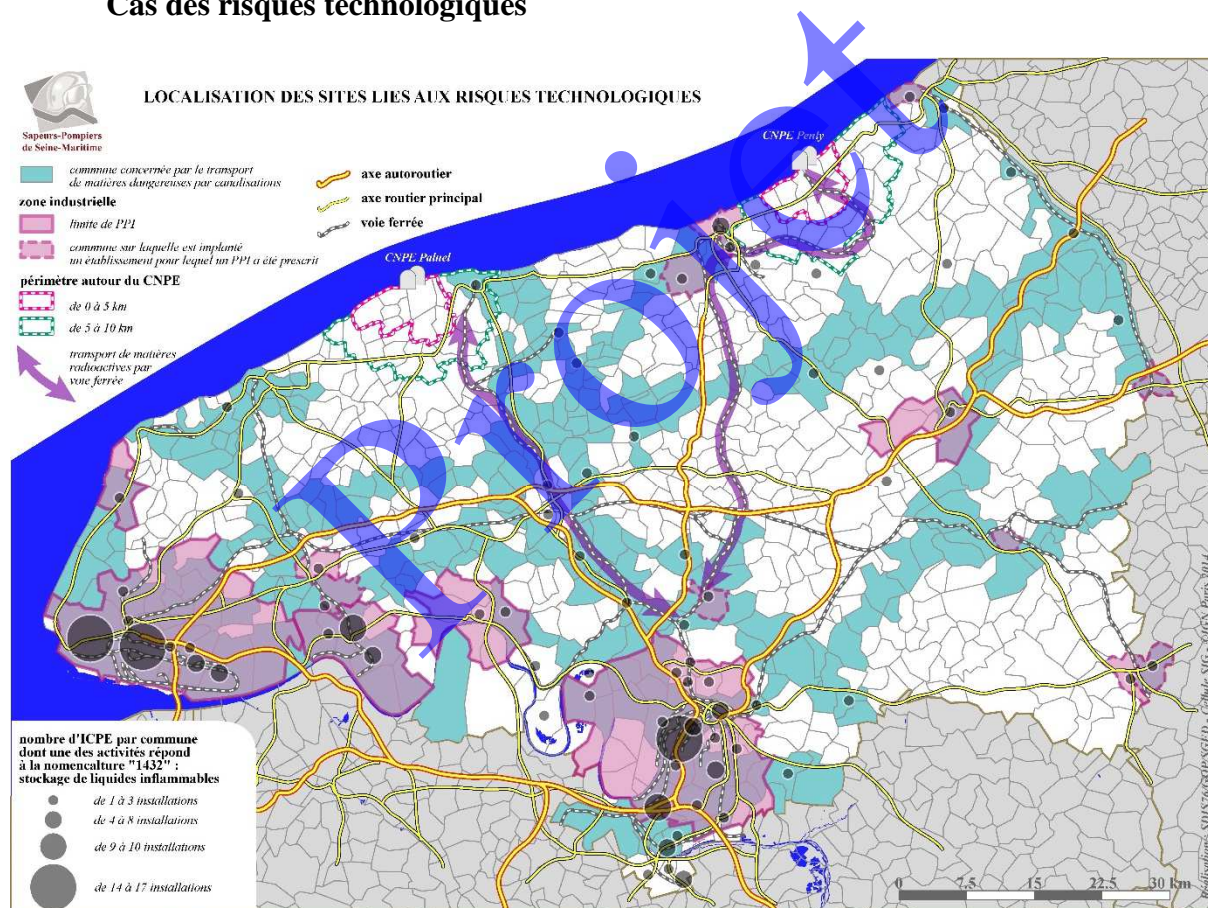 Cas des risques technologiques
LOCALISATION DES SITES LIES AUX RISQUES TECHNOLOGIQUES
Sapeurs-Pompiers
de Seine-Maritime
commune concernée par le transport
de matières dangereuses par canalisations
zone industrielle
limite de PPI
commune sur laquelle est implanté
un établissement pour lequel un PPI a été prescrit
périmètre autour du CNPE
de 0 à 5 km
de 5 à 10 km
transport de matières
radioactives par
voie ferrée
axe autoroutier
axe routier principal
voie ferrée
CNPE Penly
CNPE Paluel
Projet
nombre d'ICPE par commune
dont une des activités répond
à la nomencalture "1432" :
stockage de liquides inflammables
de 1 à 3 installations
de 4 à 8 installations
de 9 à 10 installations
de 14 à 17 installations
0 7.5 15 22.5 30 km